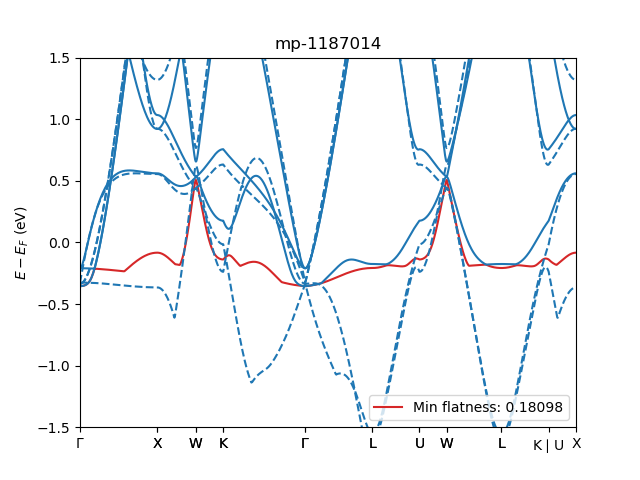 mp-1187014
E − E_F (eV)
1.5
1.0
0.5
0.0
−0.5
−1.0
−1.5
Min flatness: 0.18098
Γ X W K Γ L U W L K | U X